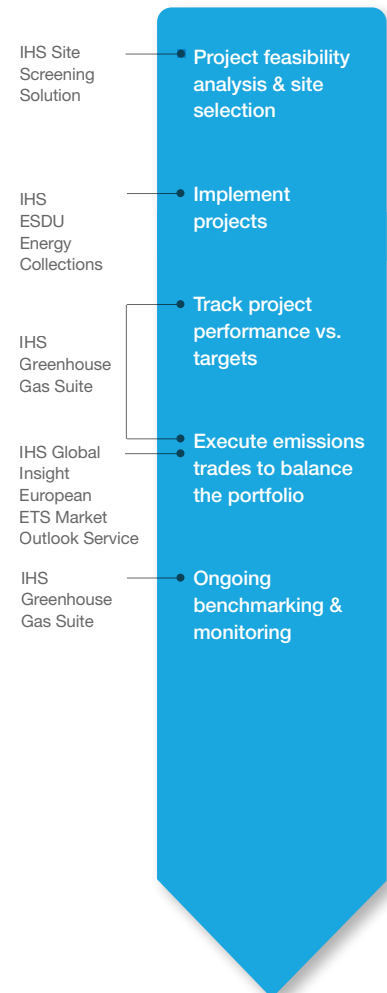 IHS Site
Screening
Solution
Project feasibility
analysis & site
selection
IHS
ESDU
Energy
Collections
Implement
projects
Track project
performance vs.
targets
IHS
Greenhouse
Gas Suite
IHS Global
Insight
European
ETS Market
Outlook Service
Execute emissions
trades to balance
the portfolio
IHS
Greenhouse
Gas Suite
Ongoing
benchmarking &
monitoring